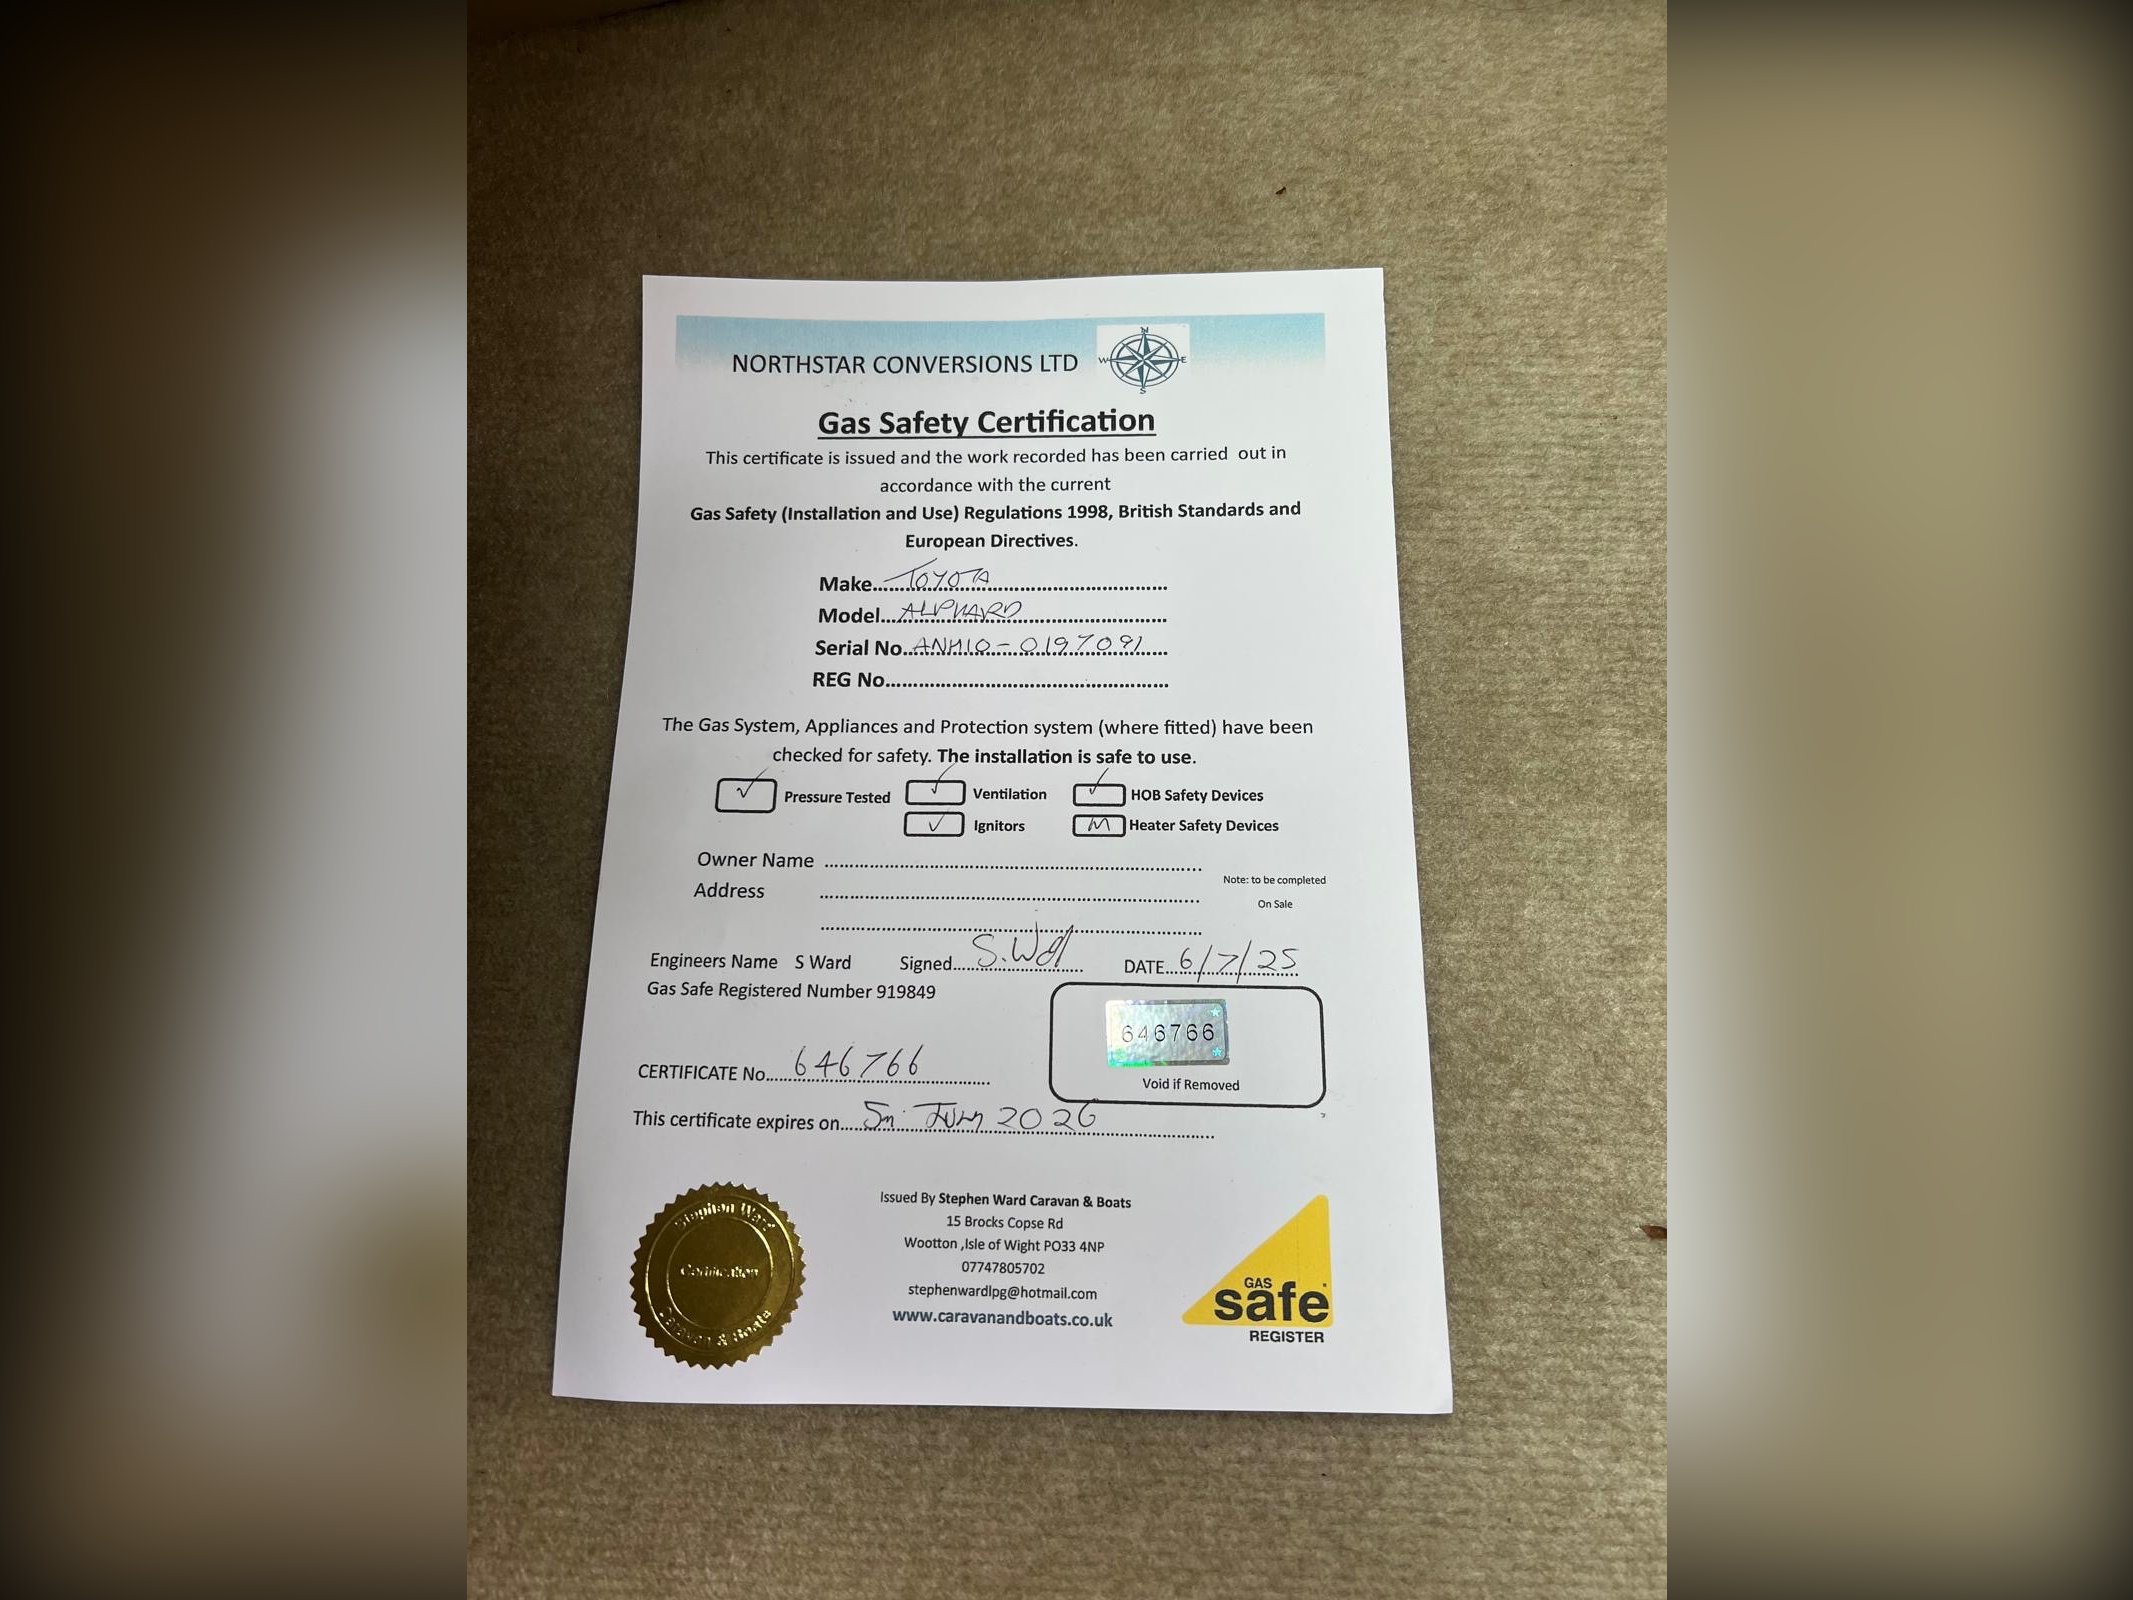 NORTHSTAR CONVERSIONS LTD
N
W E
S
Gas Safety Certification
This certificate is issued and the work recorded has been carried out in
accordance with the current
Gas Safety (Installation and Use) Regulations 1998, British Standards and
European Directives.
Make......TOYOTA..............................
Model...ALPHARD..............................
Serial No..ANH10-0197091....
REG No....................................................
The Gas System, Appliances and Protection system (where fitted) have been
checked for safety. The installation is safe to use.
✓ Pressure Tested ✓ Ventilation ✓ HOB Safety Devices
✓ Ignitors Heater Safety Devices
Owner Name ......................................................................
Address ......................................................................
Note: to be completed
On Sale
......................................................................
Engineers Name S Ward Signed....S. Ward.... DATE..6/7/25
Gas Safe Registered Number 919849
646766
CERTIFICATE No....646766............
Void if Removed
This certificate expires on.... July 2026....................
Stephen Ward
Certification
Caravan & Boats
Issued By Stephen Ward Caravan & Boats
15 Brocks Copse Rd
Wootton ,Isle of Wight PO33 4NP
07747805702
stephenwardlpg@hotmail.com
www.caravanandboats.co.uk
GAS
safe
REGISTER